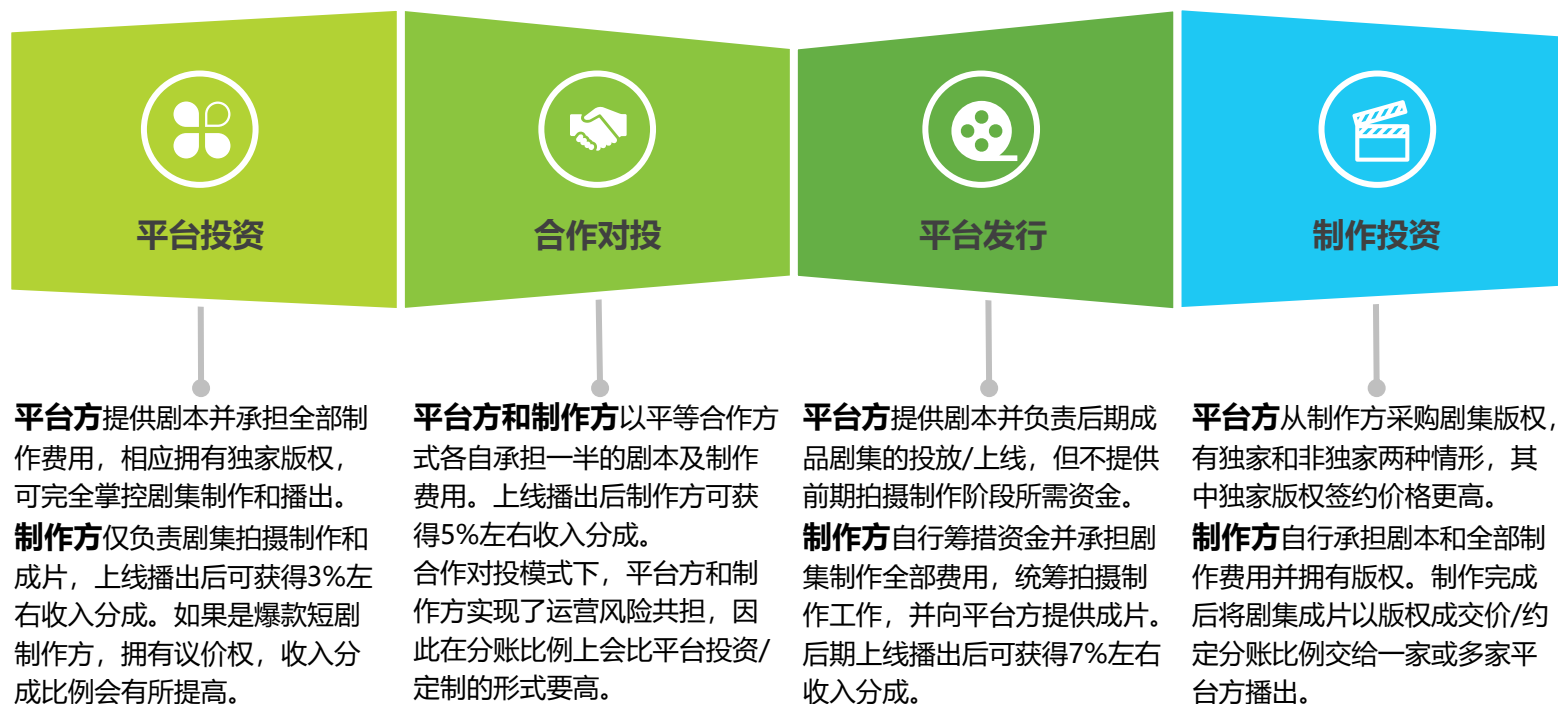 平台投资
平台方提供剧本并承担全部制
作费用，相应拥有独家版权，
可完全掌控剧集制作和播出。
制作方仅负责剧集拍摄制作和
成片，上线播出后可获得3%左
右收入分成。如果是爆款短剧
制作方，拥有议价权，收入分
成比例会有所提高。
合作对投
平台方和制作方以平等合作方
式各自承担一半的剧本及制作
费用。上线播出后制作方可获
得5%左右收入分成。
合作对投模式下，平台方和制
作方实现了运营风险共担，因
此在分账比例上会比平台投资/
定制的形式要高。
平台发行
平台方提供剧本并负责后期成
品剧集的投放/上线，但不提供
前期拍摄制作阶段所需资金。
制作方自行筹措资金并承担剧
集制作全部费用，统筹拍摄制
作工作，并向平台方提供成片。
后期上线播出后可获得7%左右
收入分成。
制作投资
平台方从制作方采购剧集版权，
有独家和非独家两种情形，其
中独家版权签约价格更高。
制作方自行承担剧本和全部制
作费用并拥有版权。制作完成
后将剧集成片以版权成交价/约
定分账比例交给一家或多家平
台方播出。